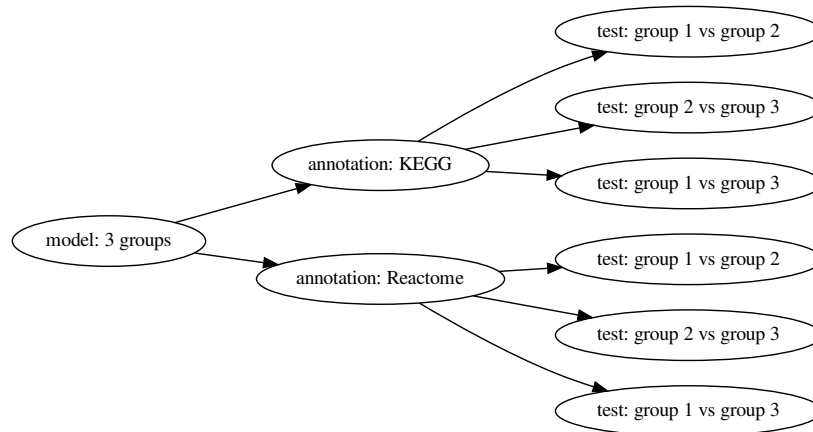 test: group 1 vs group 2
test: group 2 vs group 3
annotation: KEGG
test: group 1 vs group 3
model: 3 groups
test: group 1 vs group 2
annotation: Reactome
test: group 2 vs group 3
test: group 1 vs group 3